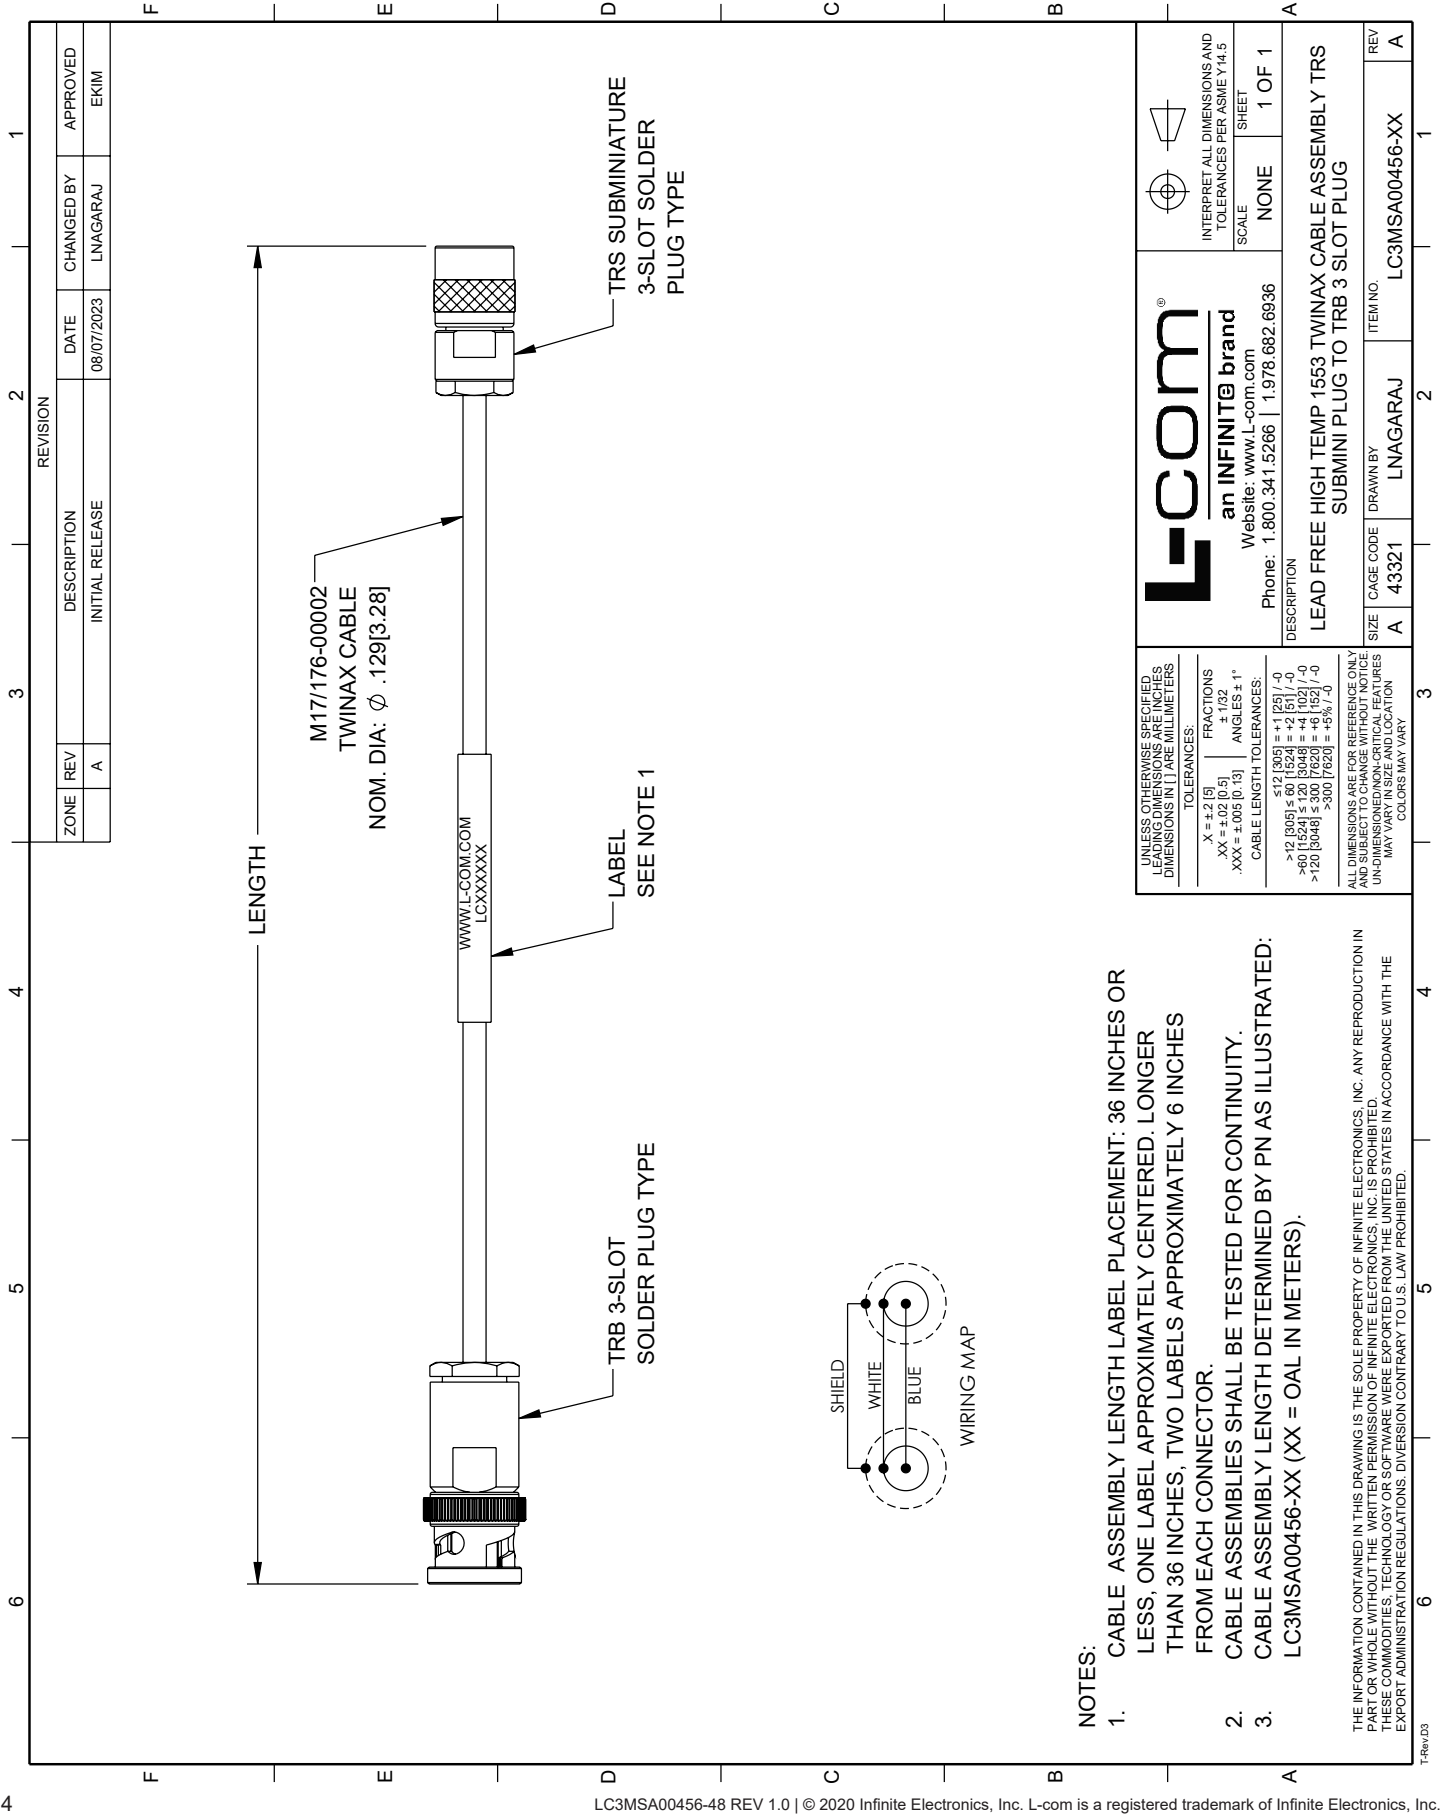 REVISION
ZONE REV DESCRIPTION DATE CHANGED BY APPROVED
A INITIAL RELEASE 08/07/2023 LNAGARAJ EKIM
6 5 4 3 2 1
F
E
D
C
B
A
LENGTH
M17/176-00002
TWINAX CABLE
NOM. DIA: Ø .129[3.28]
WWW.L-COM.COM
LCXXXXXX
TRB 3-SLOT
SOLDER PLUG TYPE
LABEL
SEE NOTE 1
TRS SUBMINIATURE
3-SLOT SOLDER
PLUG TYPE
SHIELD
WHITE
BLUE
WIRING MAP
NOTES:
1. CABLE ASSEMBLY LENGTH LABEL PLACEMENT: 36 INCHES OR
LESS, ONE LABEL APPROXIMATELY CENTERED. LONGER
THAN 36 INCHES, TWO LABELS APPROXIMATELY 6 INCHES
FROM EACH CONNECTOR.
2. CABLE ASSEMBLIES SHALL BE TESTED FOR CONTINUITY.
3. CABLE ASSEMBLY LENGTH DETERMINED BY PN AS ILLUSTRATED:
LC3MSA00456-XX (XX = OAL IN METERS).
THE INFORMATION CONTAINED IN THIS DRAWING IS THE SOLE PROPERTY OF INFINITE ELECTRONICS, INC. ANY REPRODUCTION IN
PART OR WHOLE WITHOUT THE WRITTEN PERMISSION OF INFINITE ELECTRONICS, INC. IS PROHIBITED.
THESE COMMODITIES, TECHNOLOGY OR SOFTWARE WERE EXPORTED FROM THE UNITED STATES IN ACCORDANCE WITH THE
EXPORT ADMINISTRATION REGULATIONS. DIVERSION CONTRARY TO U.S. LAW PROHIBITED.
UNLESS OTHERWISE SPECIFIED
LEADING DIMENSIONS ARE INCHES
DIMENSIONS IN [ ] ARE MILLIMETERS
TOLERANCES:
.X = ±.2 [5] FRACTIONS
.XX = ±.02 [0.5] ± 1/32
.XXX = ±.005 [0.13] ANGLES ± 1°
CABLE LENGTH TOLERANCES:
≤12 [305] = +1 [25] / -0
>12 [305] ≤ 60 [1524] = +2 [51] / -0
>60 [1524] ≤ 120 [3048] = +4 [102] / -0
>120 [3048] ≤ 300 [7620] = +6 [152] / -0
>300 [7620] = +5% / -0
ALL DIMENSIONS ARE FOR REFERENCE ONLY
AND SUBJECT TO CHANGE WITHOUT NOTICE.
UN-DIMENSIONED/NON-CRITICAL FEATURES
MAY VARY IN SIZE AND LOCATION
COLORS MAY VARY
L-com®
an INFINITE brand
Website: www.L-com.com
Phone: 1.800.341.5266 | 1.978.682.6936
INTERPRET ALL DIMENSIONS AND
TOLERANCES PER ASME Y14.5
SCALE SHEET
NONE 1 OF 1
DESCRIPTION
LEAD FREE HIGH TEMP 1553 TWINAX CABLE ASSEMBLY TRS
SUBMINI PLUG TO TRB 3 SLOT PLUG
SIZE CAGE CODE DRAWN BY ITEM NO. REV
A 43321 LNAGARAJ LC3MSA00456-XX A
6 5 4 3 2 1
F
E
D
C
B
A
T-Rev.D3
4
LC3MSA00456-48 REV 1.0 | © 2020 Infinite Electronics, Inc. L-com is a registered trademark of Infinite Electronics, Inc.